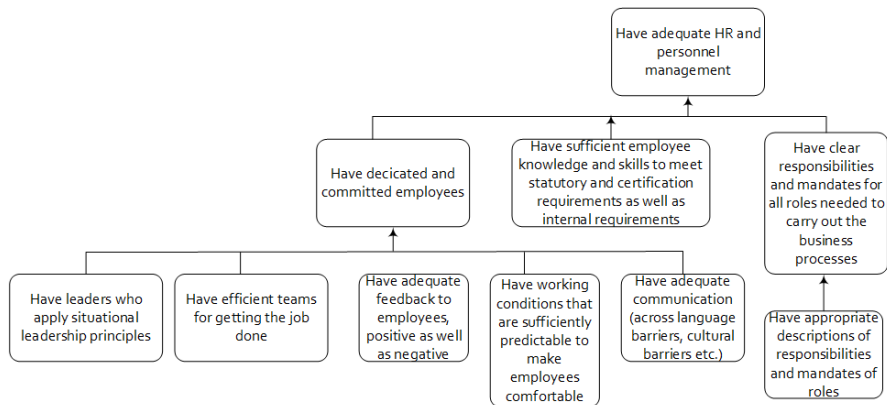 Have adequate HR and
personnel
management
Have decicated and
committed employees
Have sufficient employee
knowledge and skills to meet
statutory and certification
requirements as well as
internal requirements
Have clear
responsibilities
and mandates for
all roles needed to
carry out the
business
processes
Have leaders who
apply situational
leadership principles
Have efficient teams
for getting the job
done
Have adequate
feedback to
employees,
positive as well
as negative
Have working
conditions that
are sufficiently
predictable to
make
employees
comfortable
Have adequate
communication
(across language
barriers, cultural
barriers etc.)
Have appropriate
descriptions of
responsibilities
and mandates of
roles